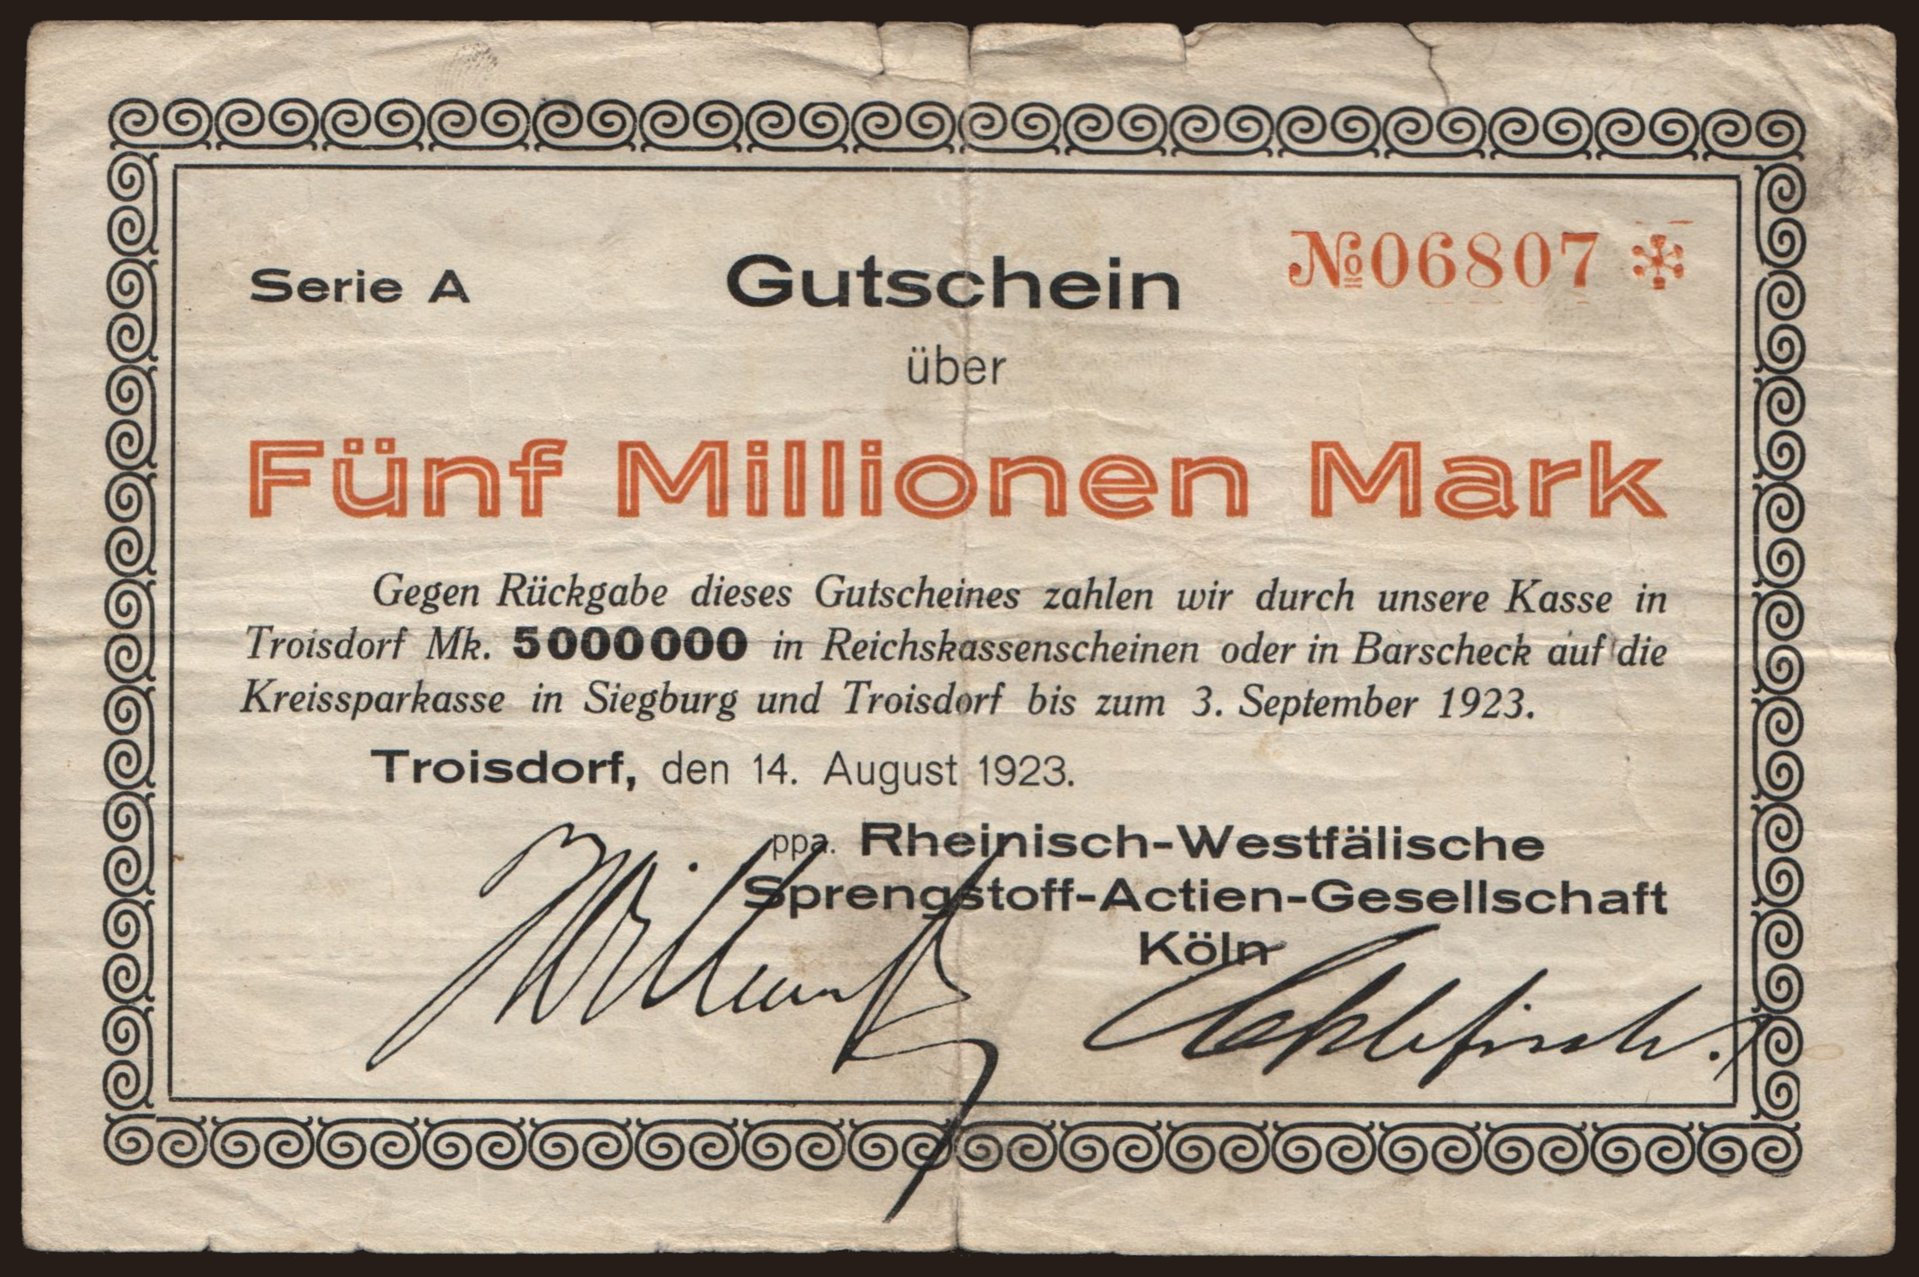 Serie A Gutschein № 06807 *
über
Fünf Millionen Mark
Gegen Rückgabe dieses Gutscheines zahlen wir durch unsere Kasse in
Troisdorf Mk. 5000000 in Reichskassenscheinen oder in Barscheck auf die
Kreissparkasse in Siegburg und Troisdorf bis zum 3. September 1923.
Troisdorf, den 14. August 1923.
ppa. Rheinisch-Westfälische
Sprengstoff-Actien-Gesellschaft
Köln